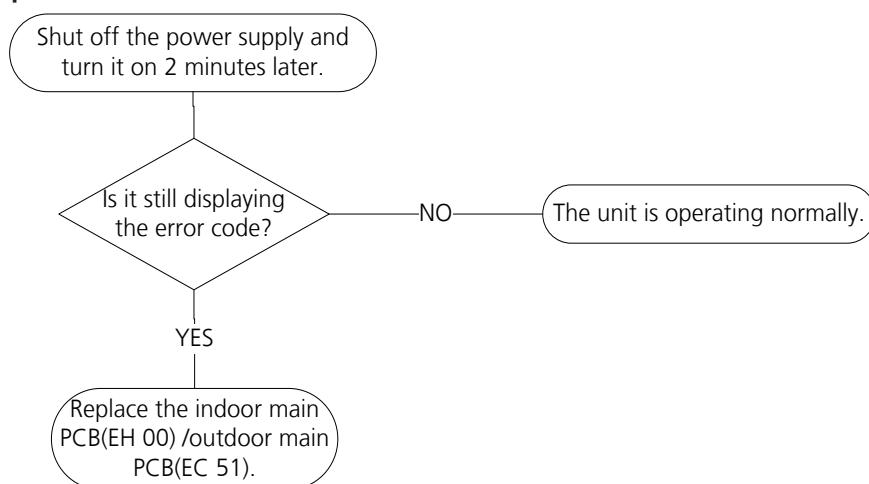 Shut off the power supply and
turn it on 2 minutes later.
Is it still displaying
the error code?
NO
The unit is operating normally.
YES
Replace the indoor main
PCB(EH 00) /outdoor main
PCB(EC 51).